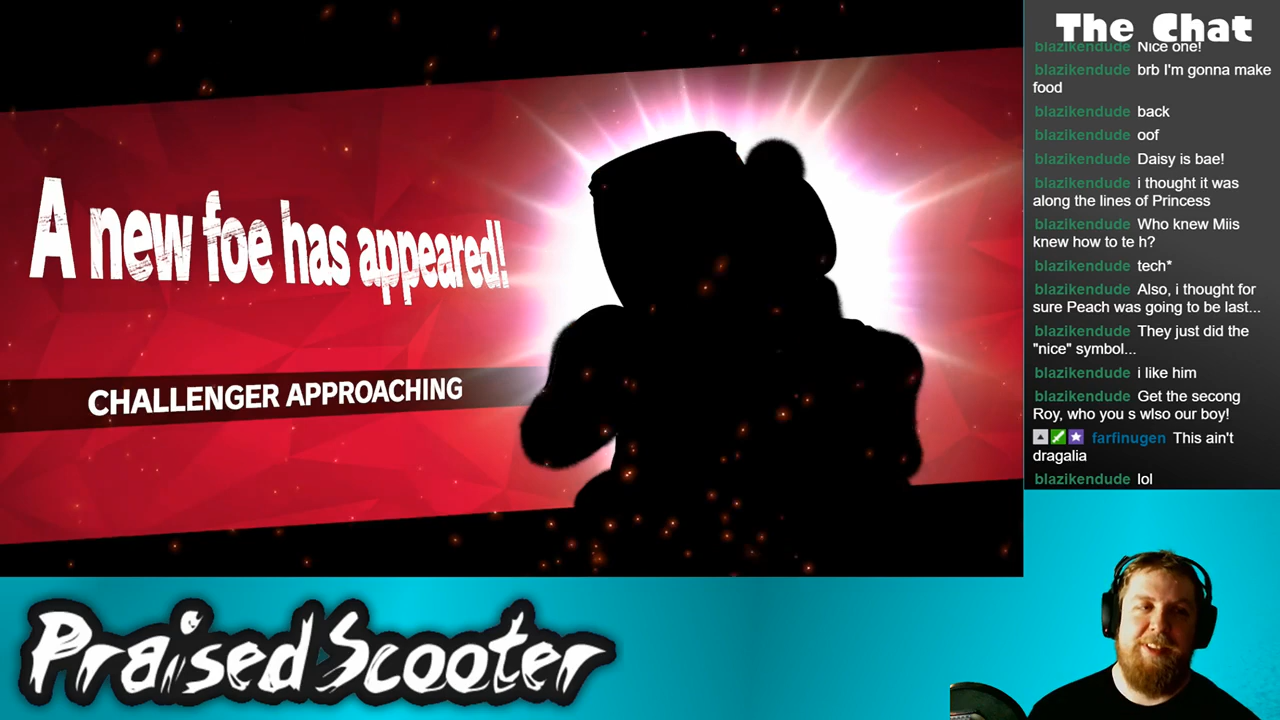 The Chat
blazikendude Nice one!
blazikendude brb I'm gonna make
food
blazikendude back
blazikendude oof
blazikendude Daisy is bae!
blazikendude i thought it was
along the lines of Princess
blazikendude Who knew Miis
knew how to te h?
blazikendude tech*
blazikendude Also, i thought for
sure Peach was going to be last...
blazikendude They just did the
"nice" symbol...
blazikendude i like him
blazikendude Get the secong
Roy, who you s wlso our boy!
farfinugen This ain't
dragalia
blazikendude lol
A new foe has appeared!
CHALLENGER APPROACHING
PraisedScooter